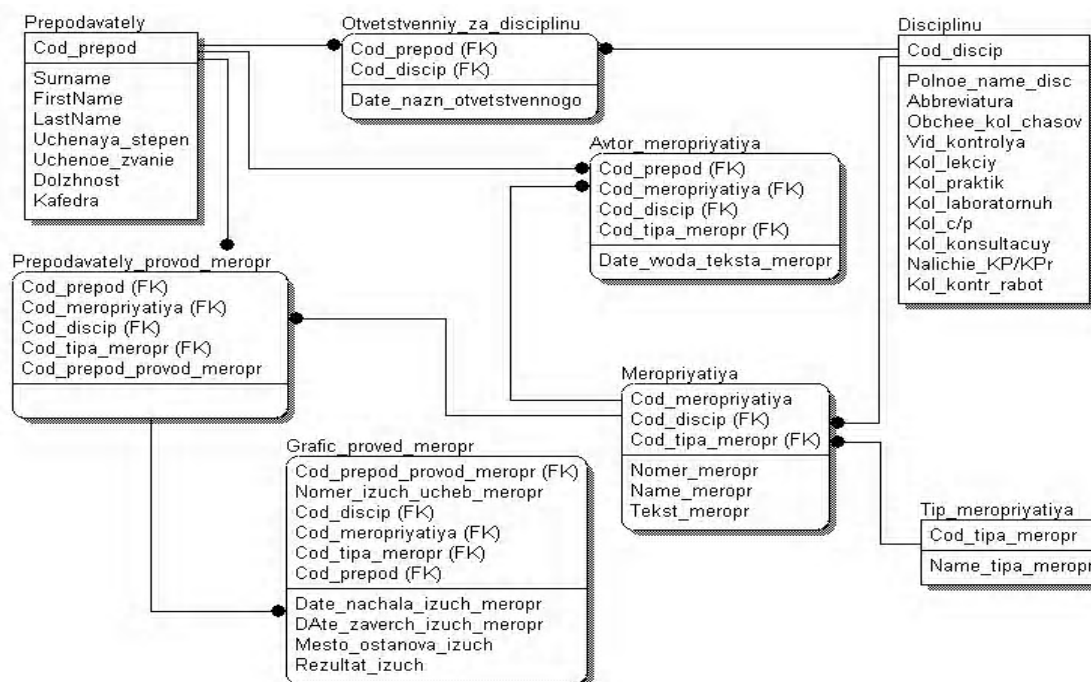 Prepodavately
Cod_prepod
Surname
FirstName
LastName
Uchenaya_stepen
Uchenoe_zvanie
Dolzhnost
Kafedra
Otvetstvenniy_za_disciplinu
Cod_prepod (FK)
Cod_discip (FK)
Date_nazn_otvetstvennogo
Disciplinu
Cod_discip
Polnoe_name_disc
Abbreviatura
Obchee_kol_chasov
Vid_kontrolya
Kol_lekciy
Kol_praktik
Kol_laboratornuh
Kol_c/p
Kol_konsultacuy
Nalichie_KP/KPr
Kol_kontr_rabot
Avtor_meropriyatiya
Cod_prepod (FK)
Cod_meropriyatiya (FK)
Cod_discip (FK)
Cod_tipa_meropr (FK)
Date_woda_teksta_meropr
Prepodavately_provod_meropr
Cod_prepod (FK)
Cod_meropriyatiya (FK)
Cod_discip (FK)
Cod_tipa_meropr (FK)
Cod_prepod_provod_meropr
Meropriyatiya
Cod_meropriyatiya
Cod_discip (FK)
Cod_tipa_meropr (FK)
Nomer_meropr
Name_meropr
Tekst_meropr
Grafic_proved_meropr
Cod_prepod_provod_meropr (FK)
Nomer_izuch_ucheb_meropr
Cod_discip (FK)
Cod_meropriyatiya (FK)
Cod_tipa_meropr (FK)
Cod_prepod (FK)
Date_nachala_izuch_meropr
DAte_zaverch_izuch_meropr
Mesto_ostanova_izuch
Rezultat_izuch
Tip_meropriyatiya
Cod_tipa_meropr
Name_tipa_meropr